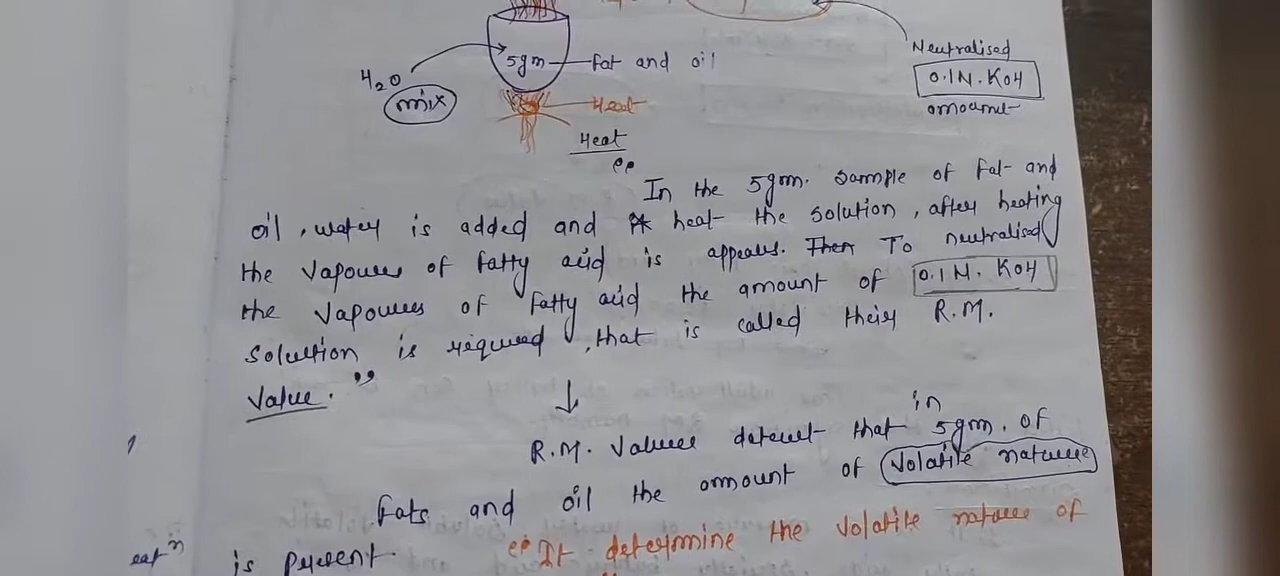 Neutralised
H2O
5gm
fat and oil
0.1N. KOH
mix
Heat
amount
Heat
In the 5gm. sample of fat and
oil, water is added and heat the solution, after heating
the vapoures of fatty acid is appears. Then To neutralised
the vapoures of fatty acid the amount of 0.1N. KOH
solution is required, that is called their R.M.
Value."
↓
R.M. Values detect that in 5gm. of
fats and oil the amount of Volatile nature
is present.
It determine the volatile nature of